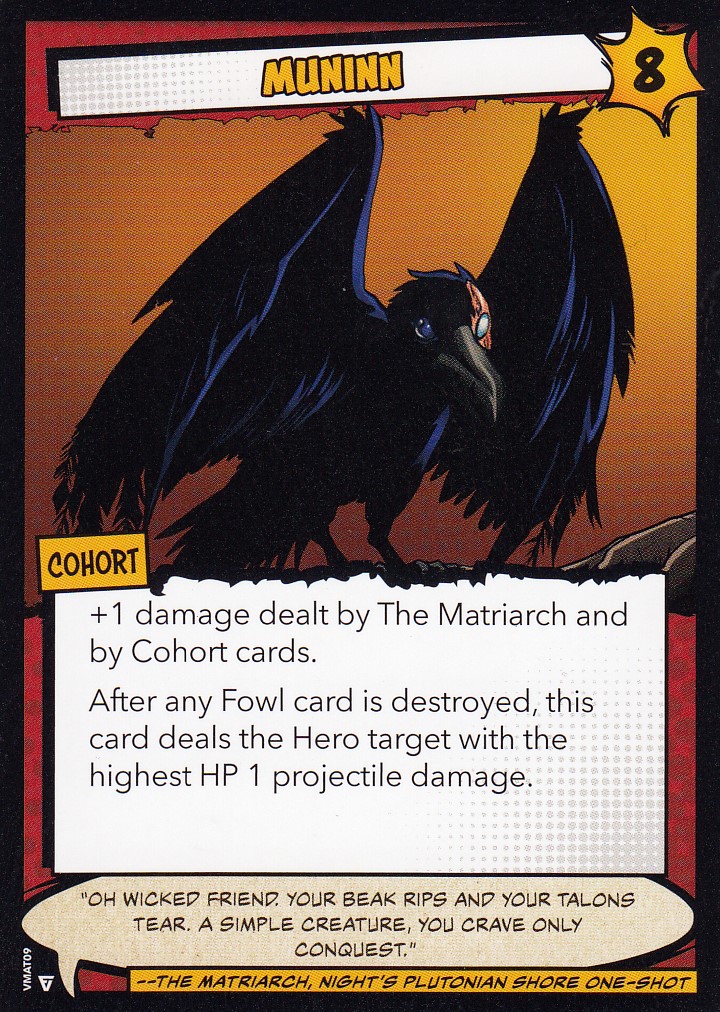 MUNINN
8
COHORT
+1 damage dealt by The Matriarch and
by Cohort cards.
After any Fowl card is destroyed, this
card deals the Hero target with the
highest HP 1 projectile damage.
"OH WICKED FRIEND. YOUR BEAK RIPS AND YOUR TALONS
TEAR. A SIMPLE CREATURE, YOU CRAVE ONLY
CONQUEST."
--THE MATRIARCH, NIGHT'S PLUTONIAN SHORE ONE-SHOT
VMAT09